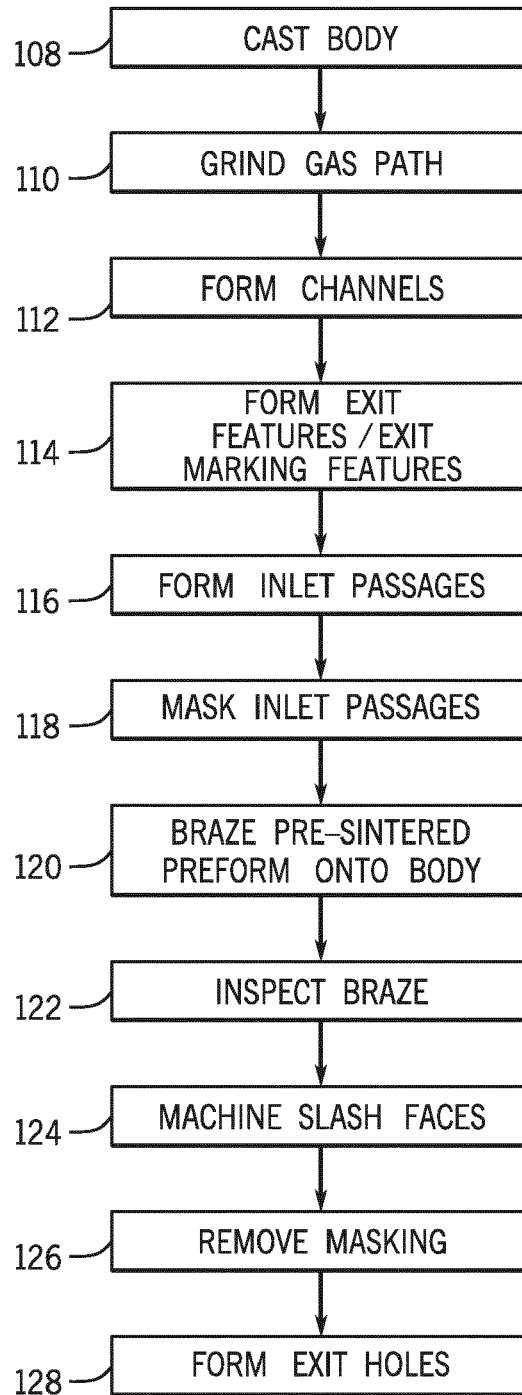 108 CAST BODY
110 GRIND GAS PATH
112 FORM CHANNELS
FORM EXIT
FEATURES / EXIT
114 MARKING FEATURES
116 FORM INLET PASSAGES
118 MASK INLET PASSAGES
BRAZE PRE-SINTERED
120 PREFORM ONTO BODY
122 INSPECT BRAZE
124 MACHINE SLASH FACES
126 REMOVE MASKING
128 FORM EXIT HOLES